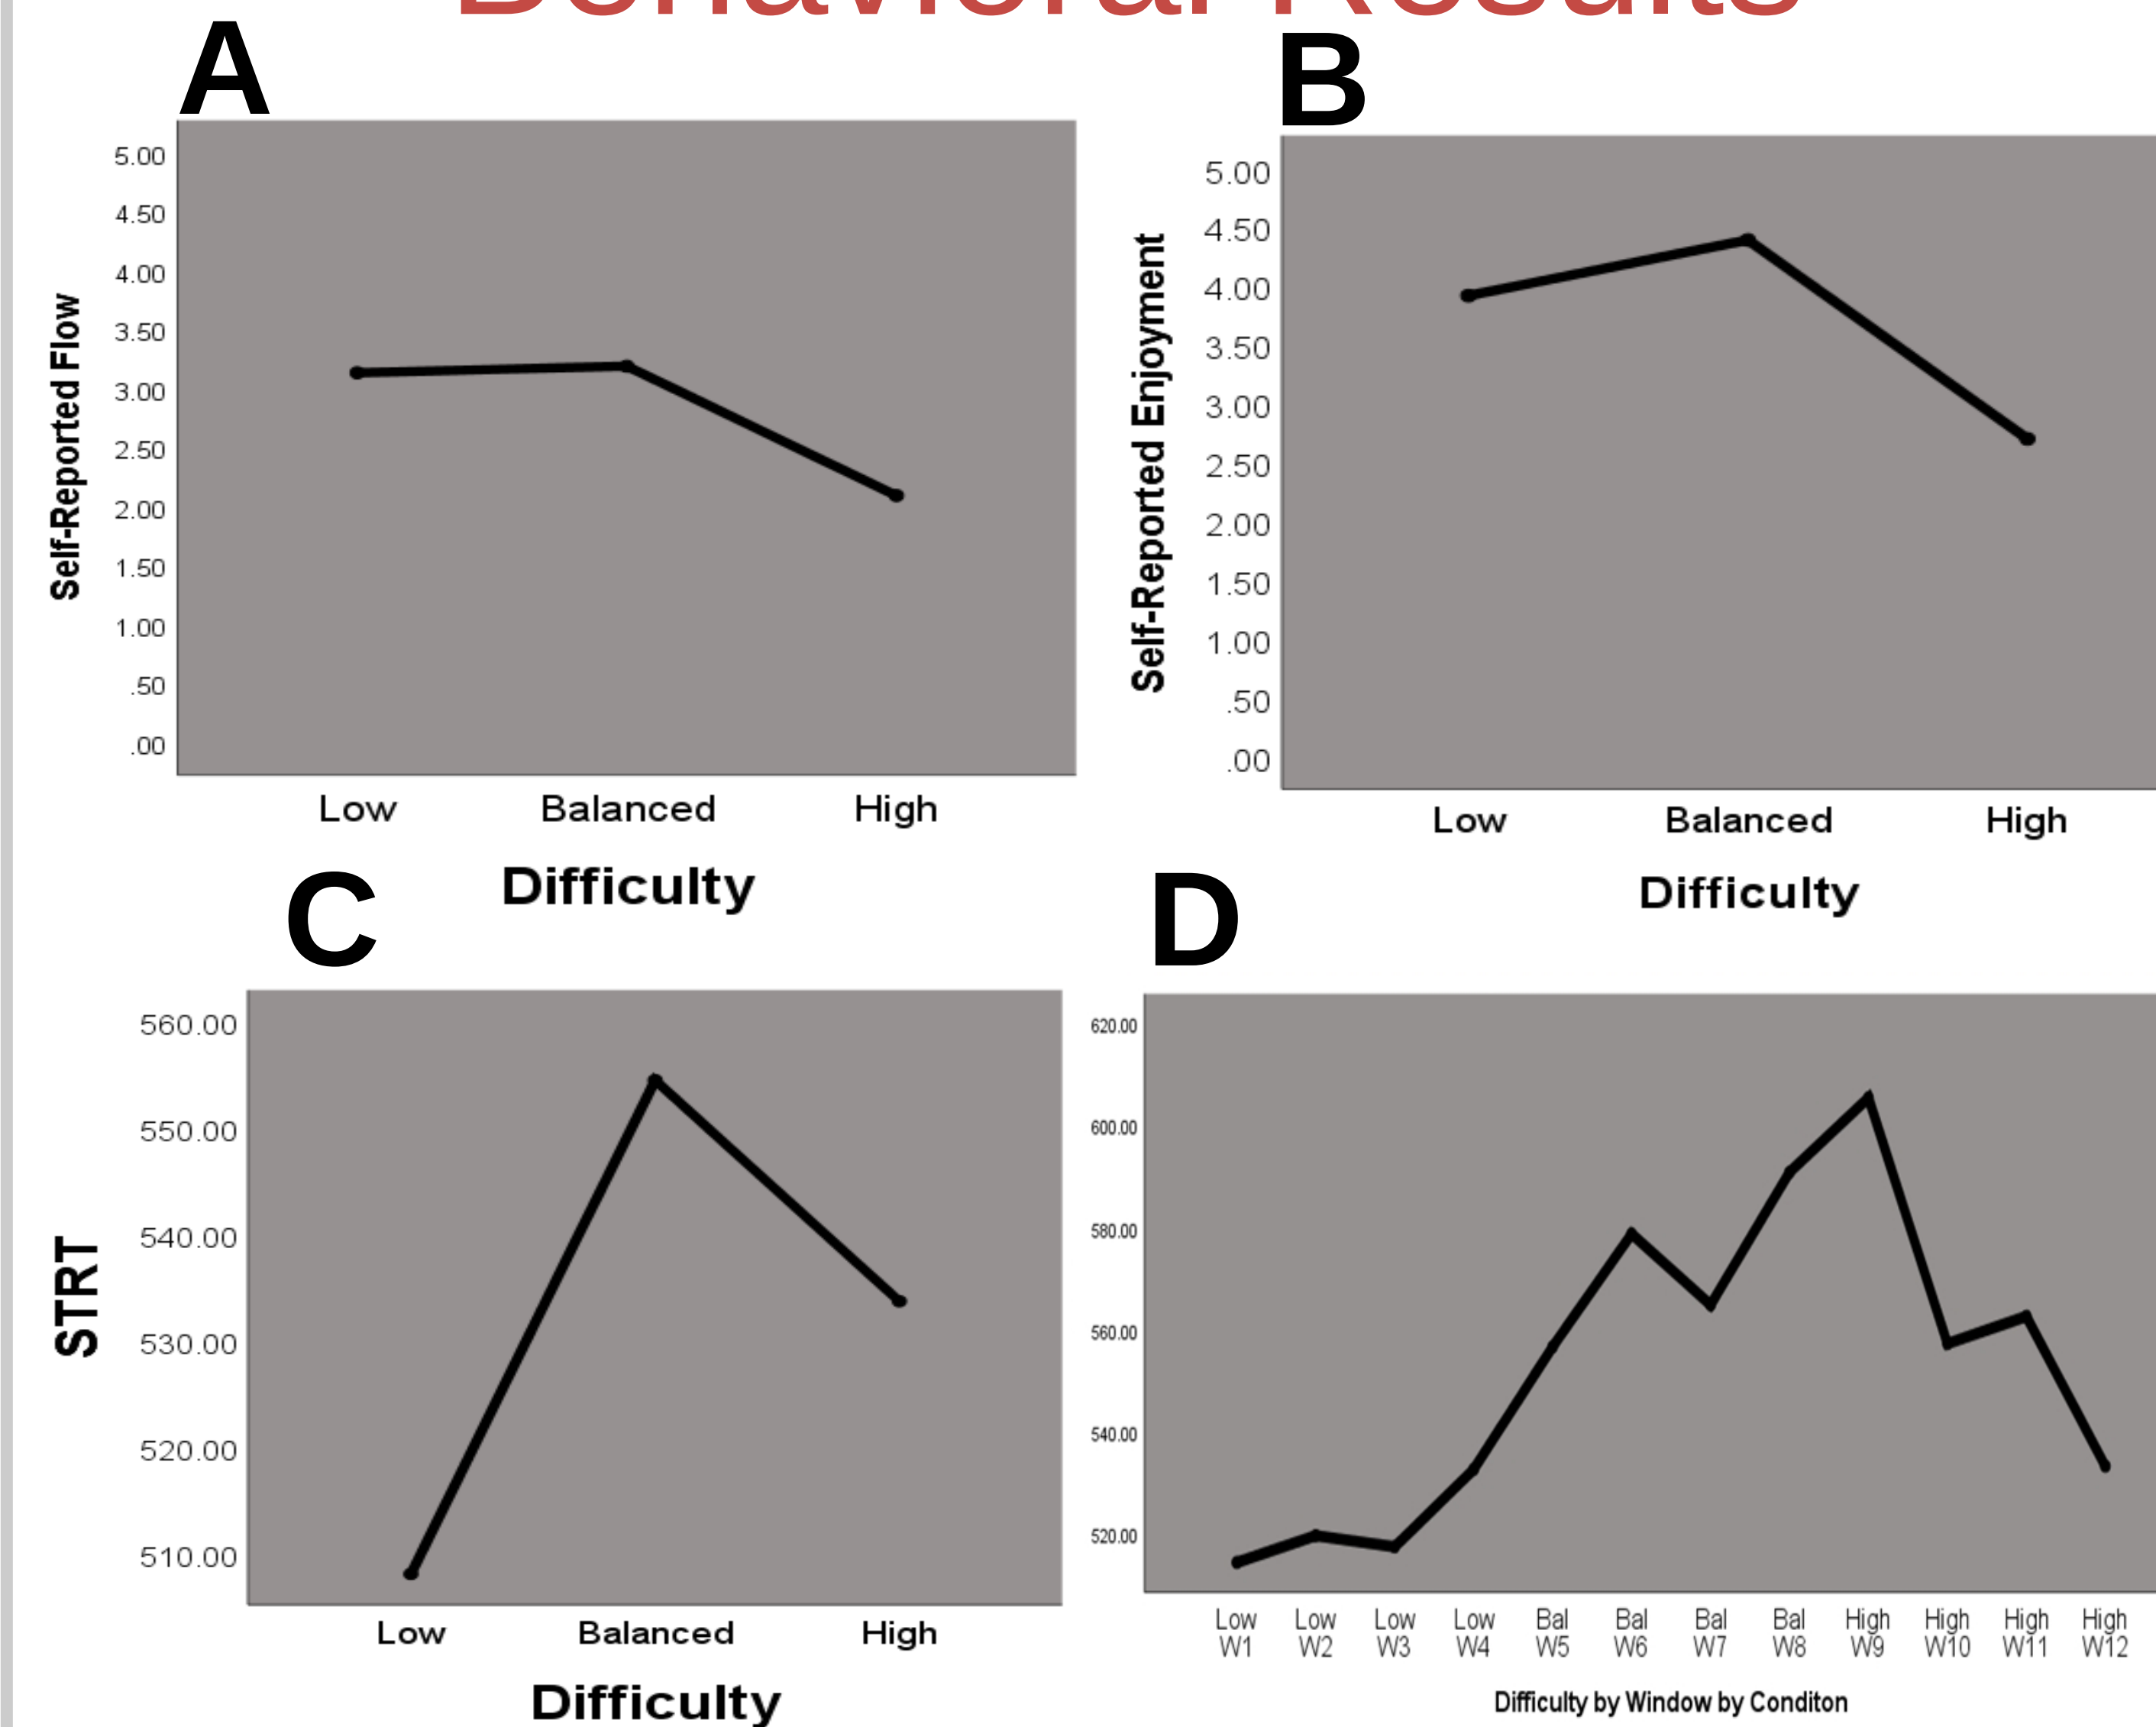 Behavioral Results
A
5.00
4.50
4.00
3.50
3.00
2.50
2.00
1.50
1.00
.50
.00
Self-Reported Flow
Low Balanced High
Difficulty
B
5.00
4.50
4.00
3.50
3.00
2.50
2.00
1.50
1.00
.50
.00
Self-Reported Enjoyment
Low Balanced High
Difficulty
C
560.00
550.00
540.00
530.00
520.00
510.00
STRT
Low Balanced High
Difficulty
D
620.00
600.00
580.00
560.00
540.00
520.00
Low Low Low Low Bal Bal Bal Bal High High High High
W1 W2 W3 W4 W5 W6 W7 W8 W9 W10 W11 W12
Difficulty by Window by Conditon